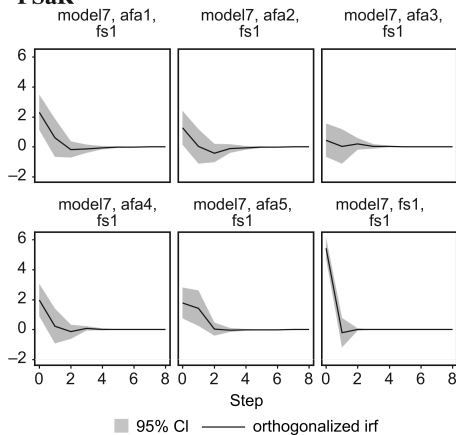 model7, afa1,
fs1
model7, afa2,
fs1
model7, afa3,
fs1
6
4
2
0
−2
model7, afa4,
fs1
model7, afa5,
fs1
model7, fs1,
fs1
6
4
2
0
−2
0 2 4 6 8 0 2 4 6 8 0 2 4 6 8
Step
95% CI orthogonalized irf